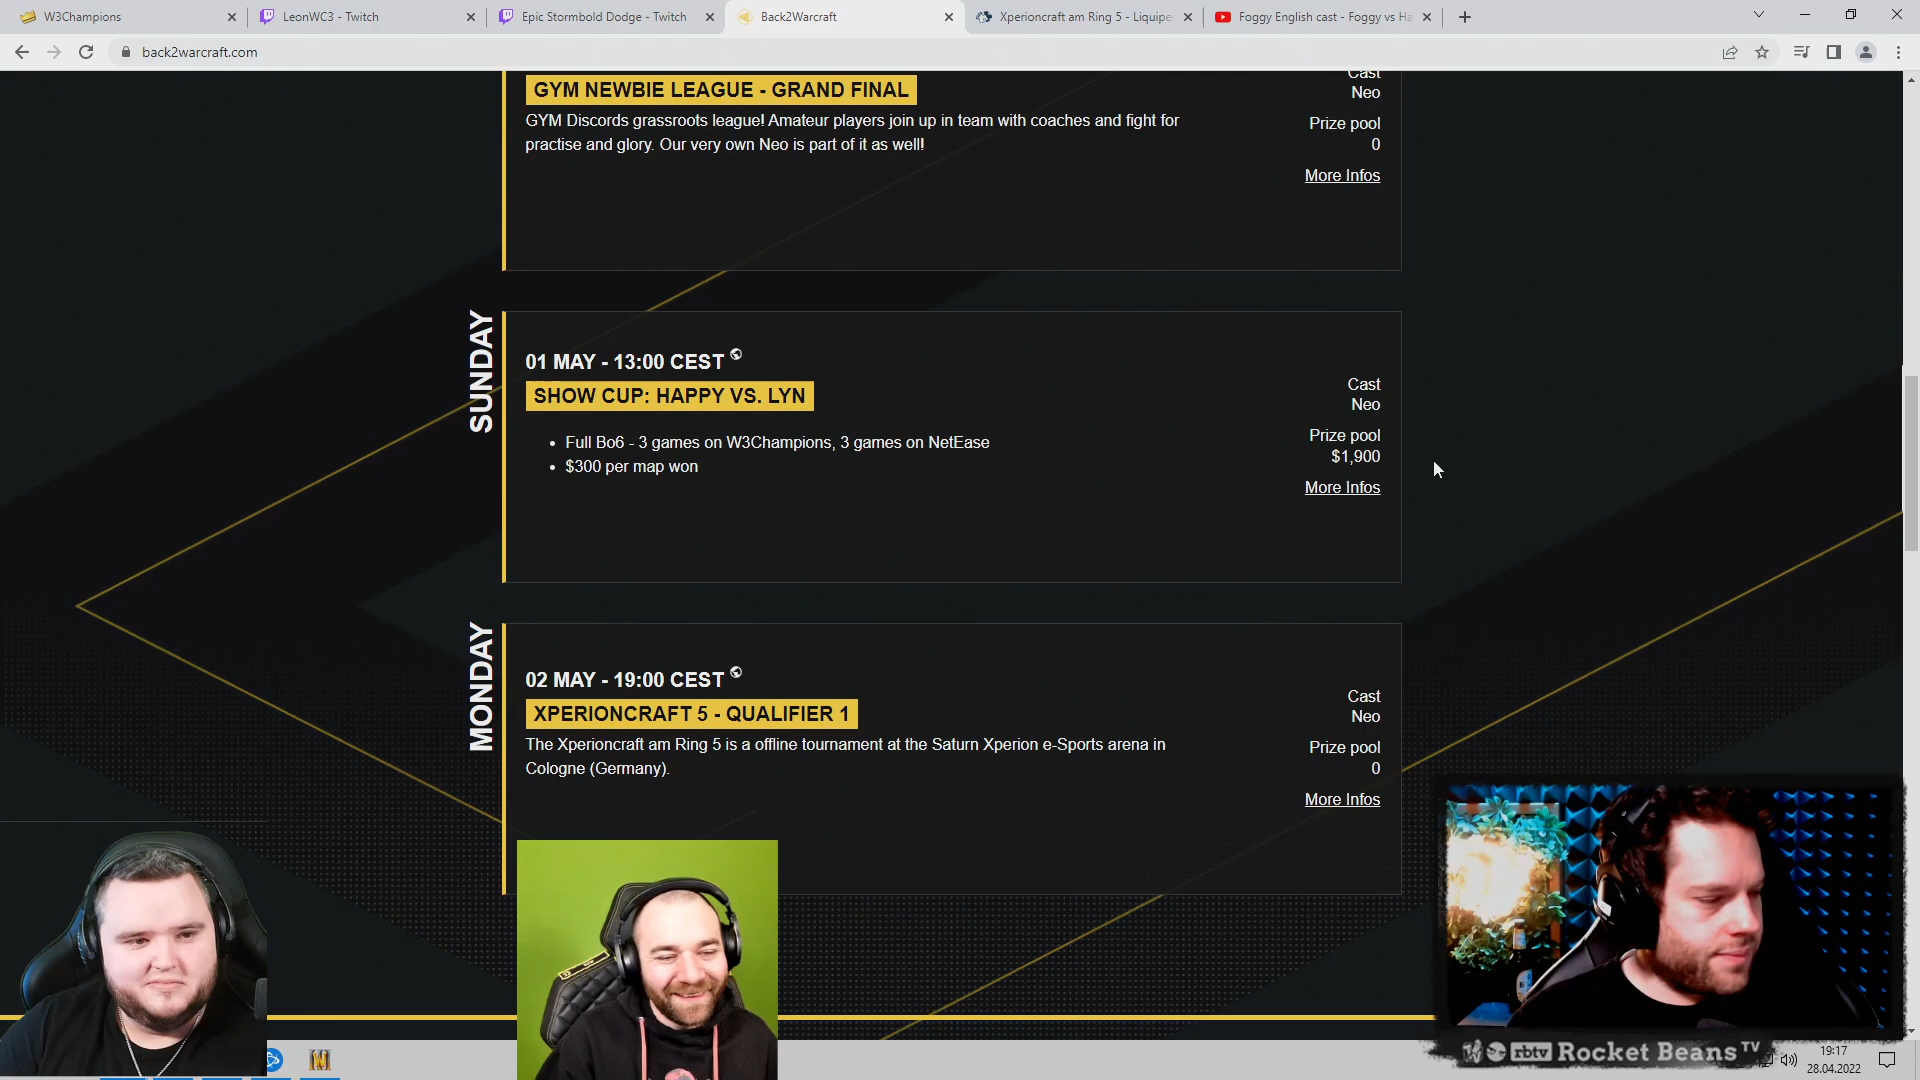 W3Champions
LeonWC3 - Twitch
Epic Stormbold Dodge - Twitch
Back2Warcraft
Xperioncraft am Ring 5 - Liquipe
Foggy English cast - Foggy vs Ha
back2warcraft.com
GYM NEWBIE LEAGUE - GRAND FINAL
GYM Discords grassroots league! Amateur players join up in team with coaches and fight for
practise and glory. Our very own Neo is part of it as well!
Cast
Neo
Prize pool
0
More Infos
SUNDAY
01 MAY - 13:00 CEST
SHOW CUP: HAPPY VS. LYN
• Full Bo6 - 3 games on W3Champions, 3 games on NetEase
• $300 per map won
Cast
Neo
Prize pool
$1,900
More Infos
MONDAY
02 MAY - 19:00 CEST
XPERIONCRAFT 5 - QUALIFIER 1
The Xperioncraft am Ring 5 is a offline tournament at the Saturn Xperion e-Sports arena in
Cologne (Germany).
Cast
Neo
Prize pool
0
More Infos
rbtv Rocket Beans TV
19:17
28.04.2022